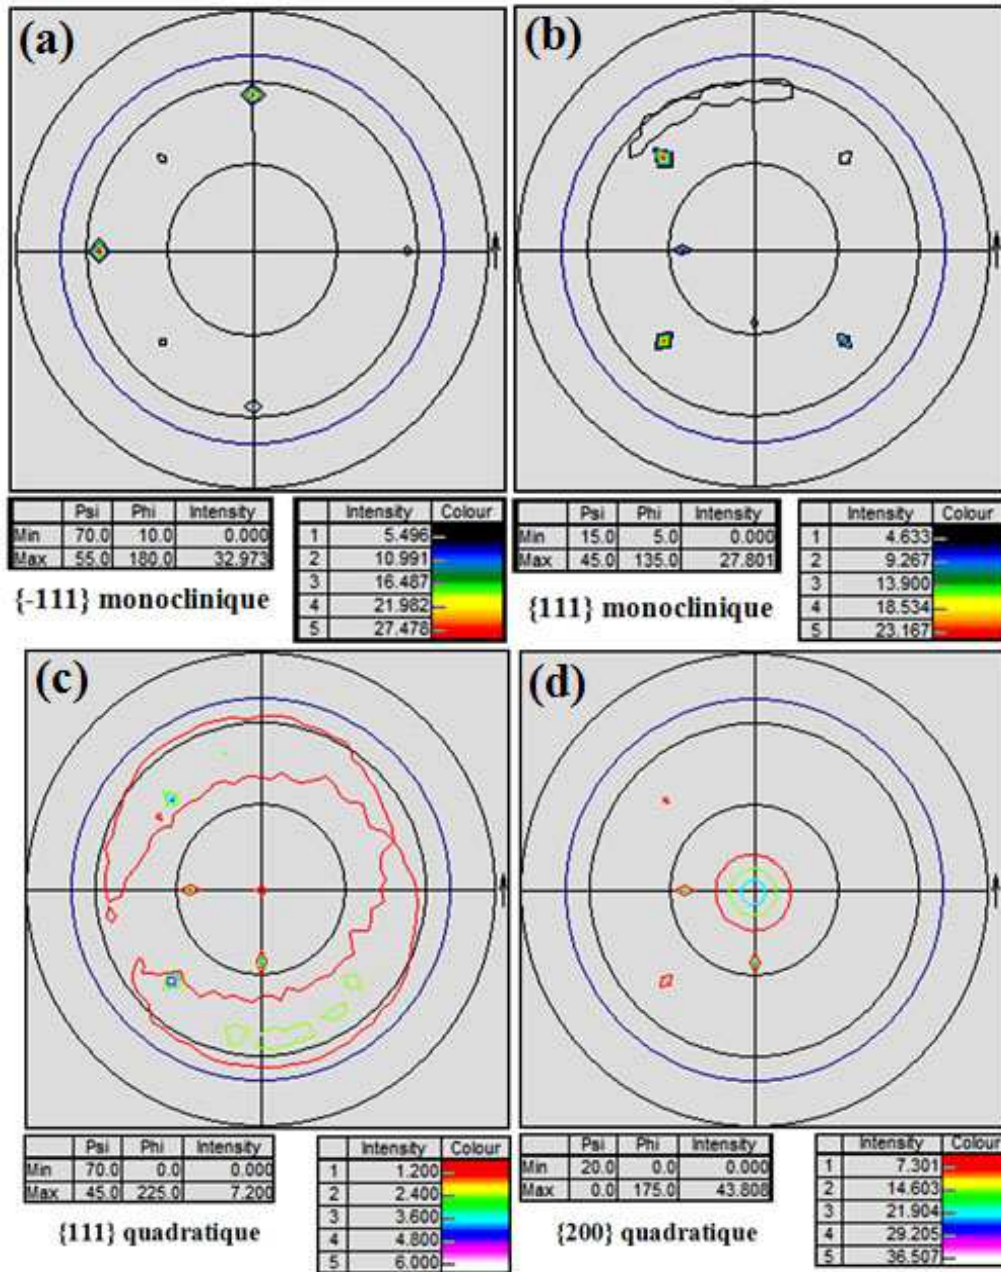 (a)
(b)
Psi Phi Intensity
Min 70.0 10.0 0.000
Max 55.0 180.0 32.973
Intensity Colour
1 5.496
2 10.991
3 16.487
4 21.982
5 27.478
{-111} monoclinique
Psi Phi Intensity
Min 15.0 5.0 0.000
Max 45.0 135.0 27.801
Intensity Colour
1 4.633
2 9.267
3 13.900
4 18.534
5 23.167
{111} monoclinique
(c)
(d)
Psi Phi Intensity
Min 70.0 0.0 0.000
Max 45.0 225.0 7.200
Intensity Colour
1 1.200
2 2.400
3 3.600
4 4.800
5 6.000
{111} quadratique
Psi Phi Intensity
Min 20.0 0.0 0.000
Max 0.0 175.0 43.808
Intensity Colour
1 7.301
2 14.603
3 21.904
4 29.205
5 36.507
{200} quadratique